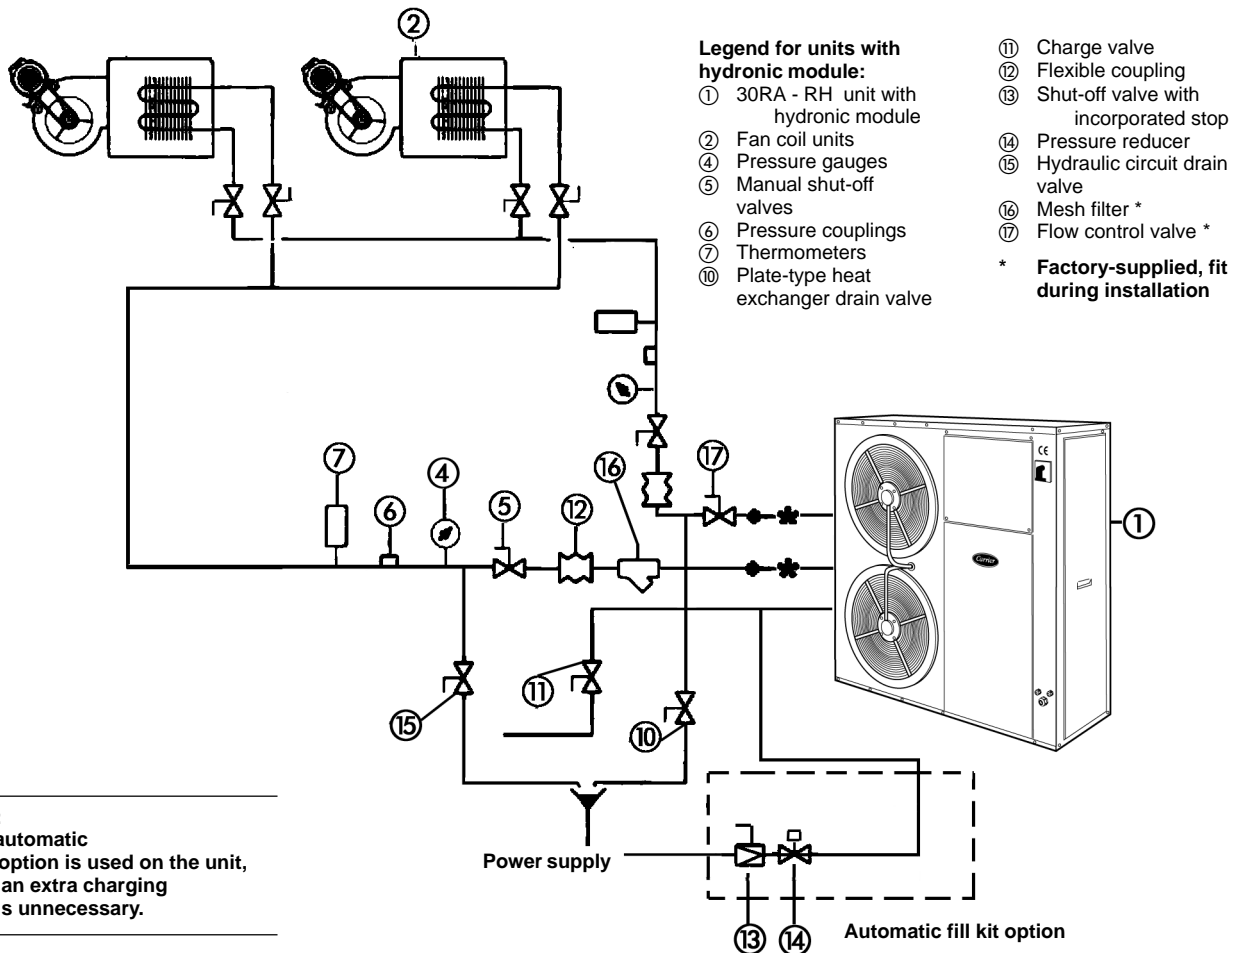 ②
Legend for units with
hydronic module:
① 30RA - RH unit with
hydronic module
② Fan coil units
④ Pressure gauges
⑤ Manual shut-off
valves
⑥ Pressure couplings
⑦ Thermometers
⑩ Plate-type heat
exchanger drain valve
⑪ Charge valve
⑫ Flexible coupling
⑬ Shut-off valve with
incorporated stop
⑭ Pressure reducer
⑮ Hydraulic circuit drain
valve
⑯ Mesh filter *
⑰ Flow control valve *
* Factory-supplied, fit
during installation
⑦
④
⑥
⑤
⑫
⑯
⑰
CE
Carrier
①
⑮
⑪
⑩
automatic
option is used on the unit,
an extra charging
s unnecessary.
Power supply
⑬
⑭
Automatic fill kit option